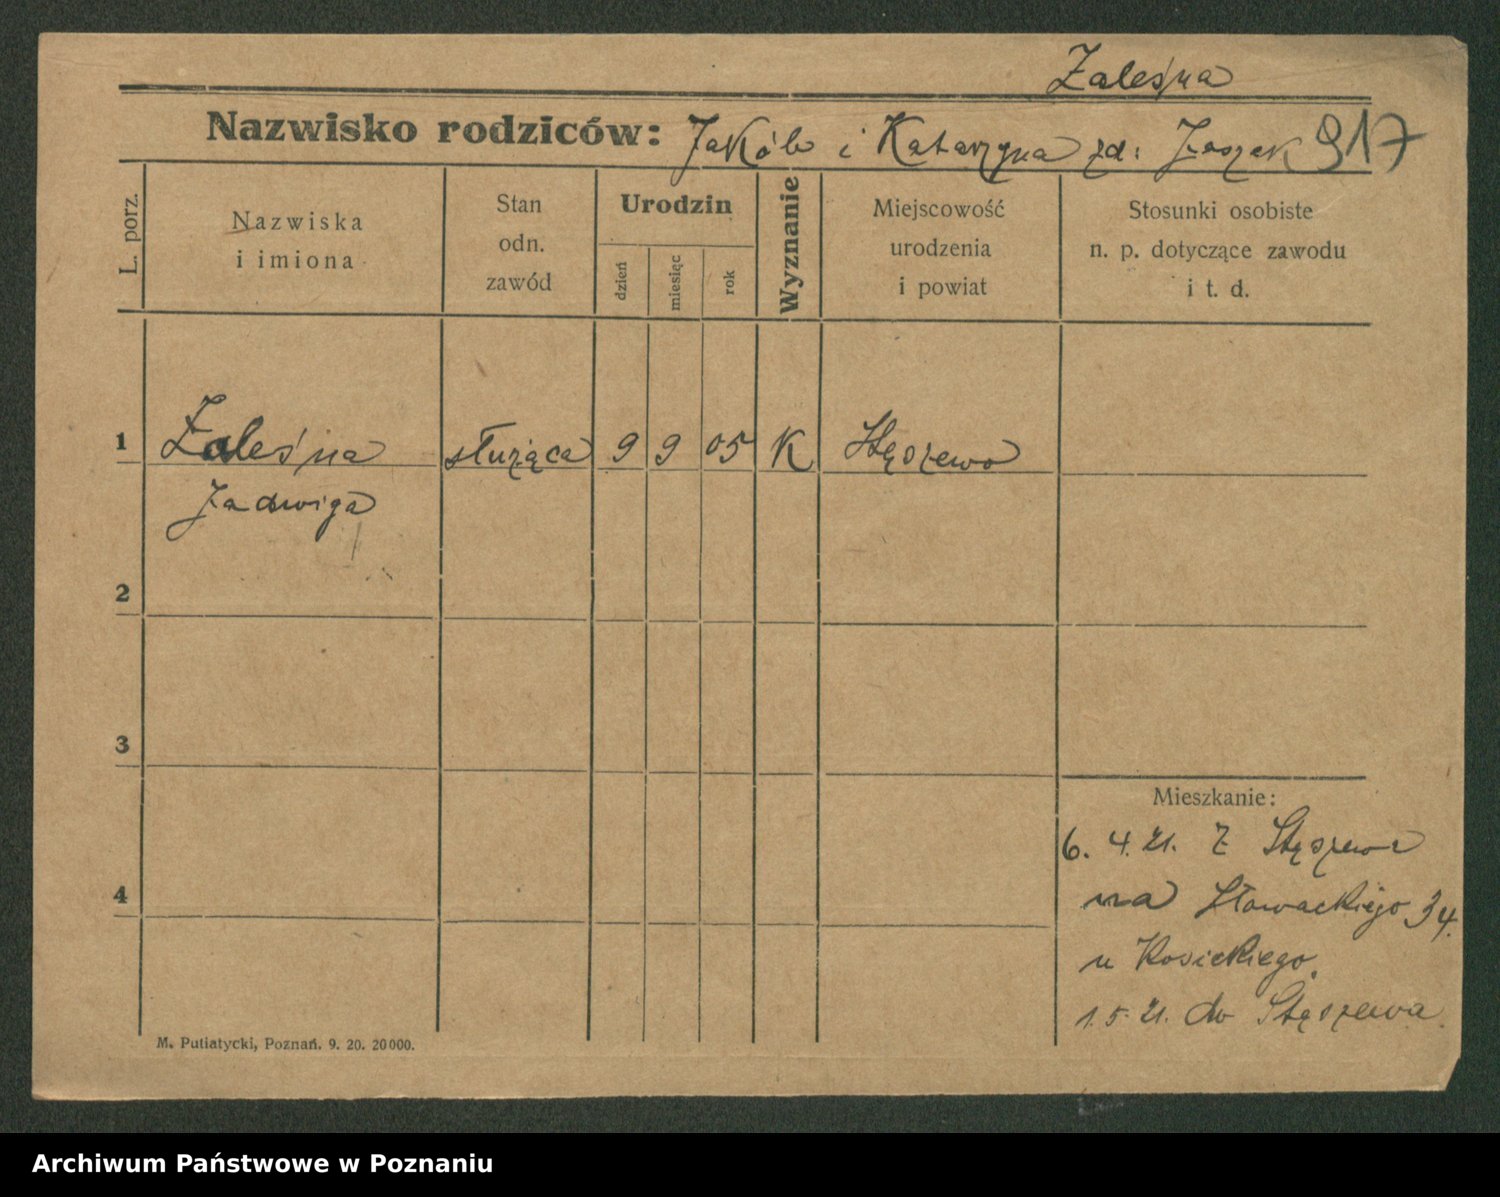 Zaleśna
Nazwisko rodziców: Jakób i Katarzyna zd: 917
L. porz.
Nazwiska
i imiona
Stan
odn.
zawód
Urodzin
dzień
miesiąc
rok
Wyznanie
Miejscowość
urodzenia
i powiat
Stosunki osobiste
n. p. dotyczące zawodu
i t. d.
1 Zaleśna służąca 9 9 05 K Stęszewo
Jadwiga
2
3
4
Mieszkanie:
6. 4. 21. Z Stęszewa
na Słowackiego 34.
u Kosickiego.
1. 5. 21. do Stęszewa.
M. Putiatycki, Poznań. 9. 20. 20000.
Archiwum Państwowe w Poznaniu